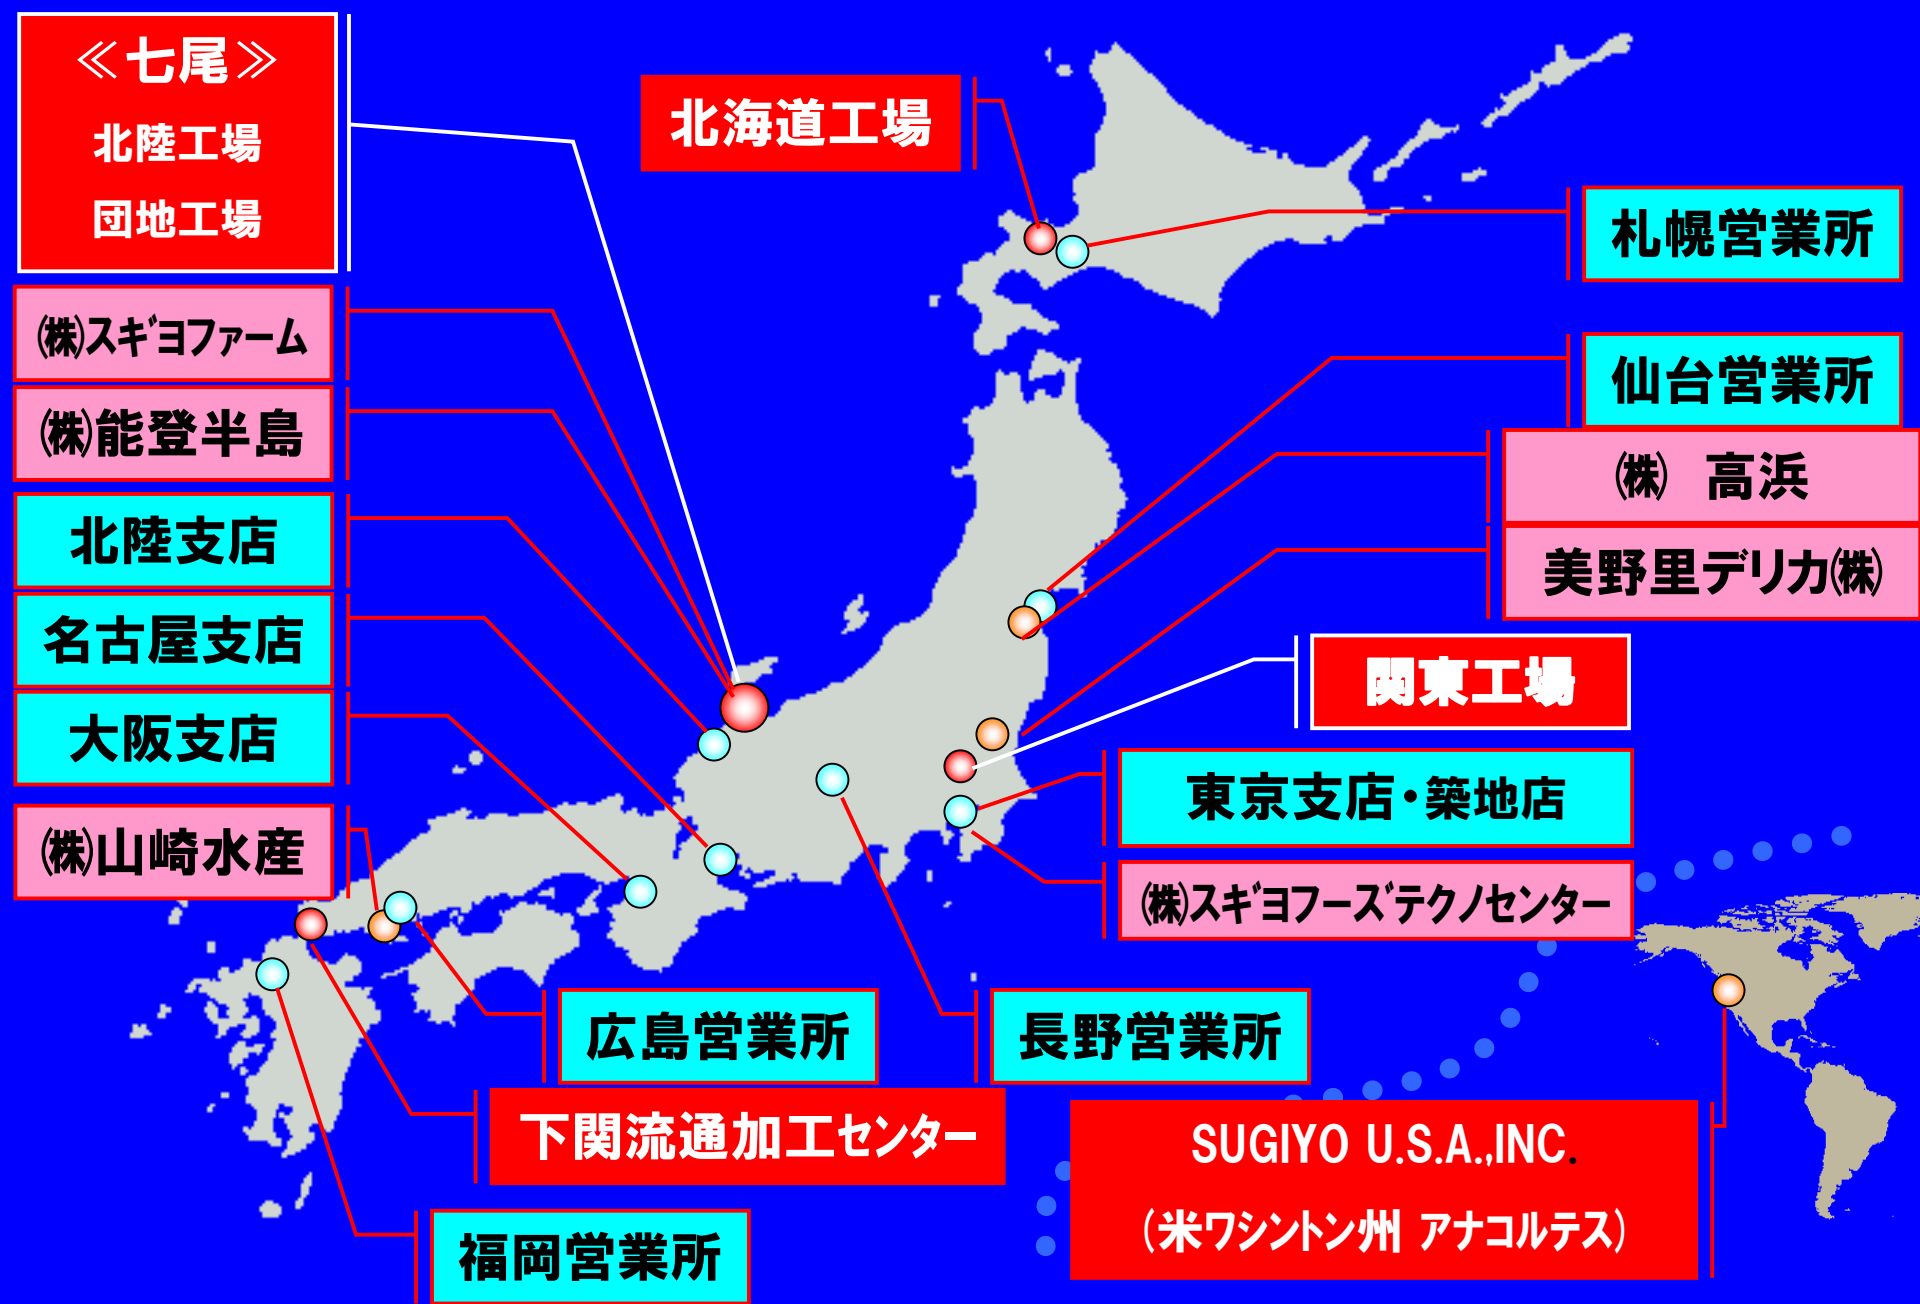 ≪七尾≫
北陸工場
団地工場
㈱スギヨファーム
㈱能登半島
北陸支店
名古屋支店
大阪支店
㈱山崎水産
北海道工場
札幌営業所
仙台営業所
㈱　高浜
美野里デリカ㈱
関東工場
東京支店・築地店
㈱スギヨフーズテクノセンター
広島営業所
長野営業所
下関流通加工センター
福岡営業所
SUGIYO U.S.A.,INC.
(米ワシントン州 アナコルテス)